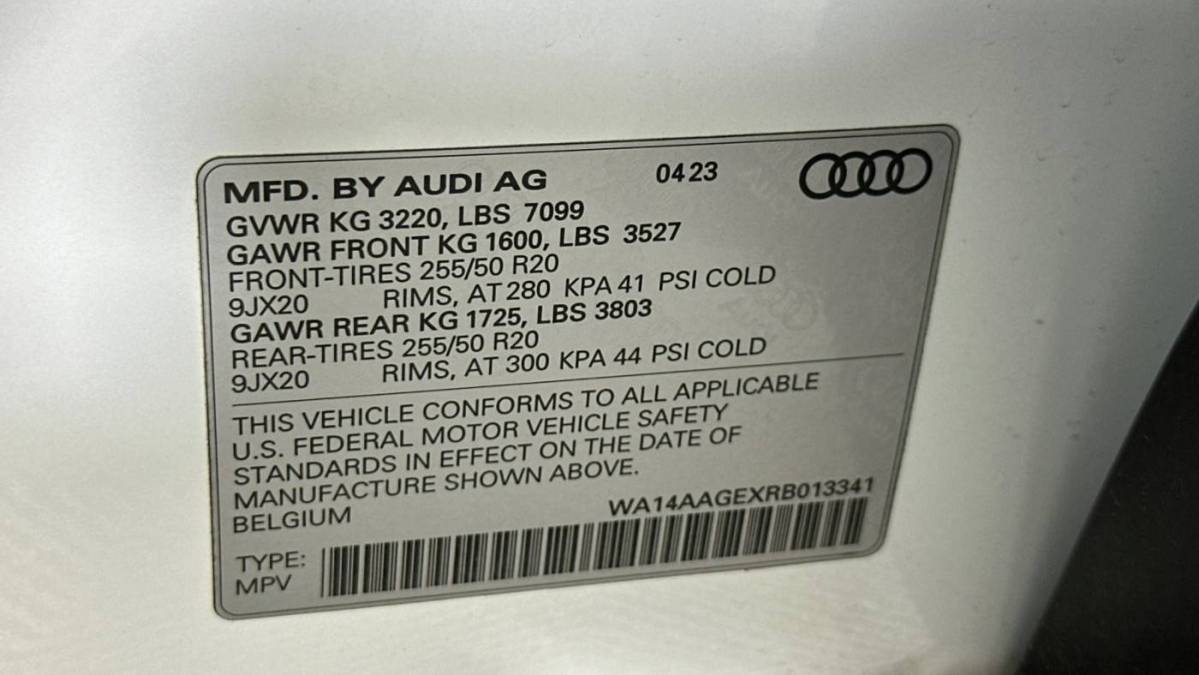 MFD. BY AUDI AG 0423
GVWR KG 3220, LBS 7099
GAWR FRONT KG 1600, LBS 3527
FRONT-TIRES 255/50 R20
9JX20 RIMS, AT 280 KPA 41 PSI COLD
GAWR REAR KG 1725, LBS 3803
REAR-TIRES 255/50 R20
9JX20 RIMS, AT 300 KPA 44 PSI COLD
THIS VEHICLE CONFORMS TO ALL APPLICABLE
U.S. FEDERAL MOTOR VEHICLE SAFETY
STANDARDS IN EFFECT ON THE DATE OF
MANUFACTURE SHOWN ABOVE.
BELGIUM WA14AAGEXRB013341
TYPE:
MPV